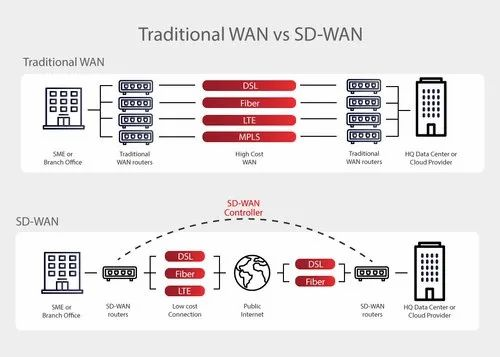 Traditional WAN vs SD-WAN
Traditional WAN
DSL
Fiber
LTE
MPLS
SME or
Branch Office
Traditional
WAN routers
High Cost
WAN
Traditional
WAN routers
HQ Data Center or
Cloud Provider
SD-WAN
Controller
SD-WAN
DSL
Fiber
LTE
DSL
Fiber
SME or
Branch Office
SD-WAN
routers
Low cost
Connection
Public
Internet
SD-WAN
routers
HQ Data Center or
Cloud Provider